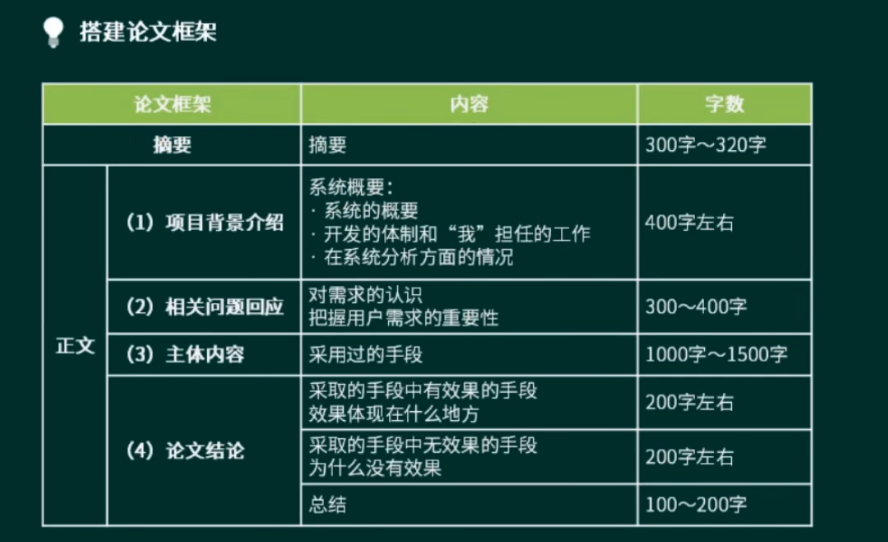 搭建论文框架
论文框架 内容 字数
摘要 摘要 300字～320字
正文
（1）项目背景介绍
系统概要：
· 系统的概要
· 开发的体制和“我”担任的工作
· 在系统分析方面的情况
400字左右
（2）相关问题回应
对需求的认识
把握用户需求的重要性
300～400字
（3）主体内容 采用过的手段 1000字～1500字
（4）论文结论
采取的手段中有效果的手段
效果体现在什么地方
200字左右
采取的手段中无效果的手段
为什么没有效果
200字左右
总结 100～200字